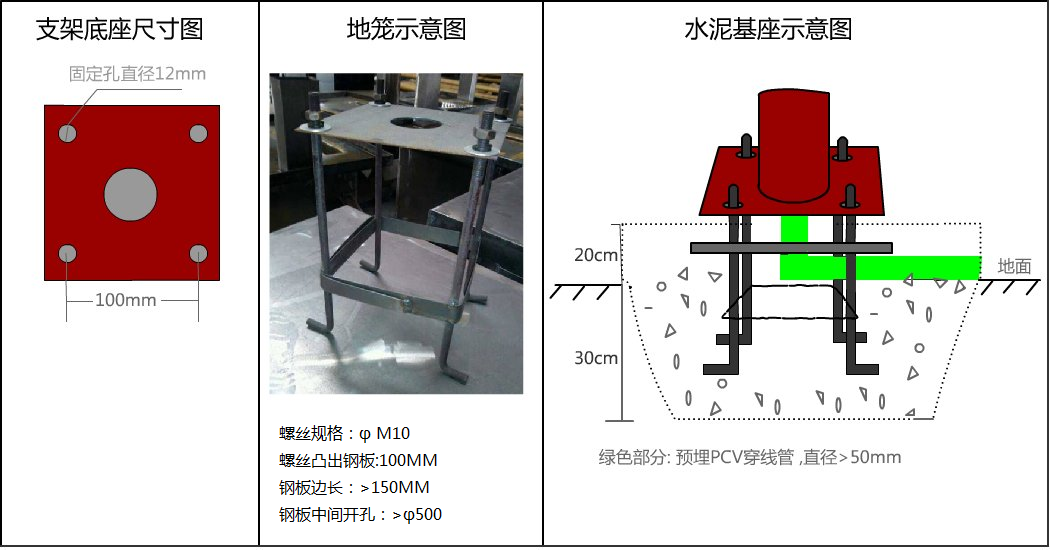 支架底座尺寸图
固定孔直径12mm
100mm
地笼示意图
螺丝规格：φ M10
螺丝凸出钢板:100MM
钢板边长：>150MM
钢板中间开孔：>φ500
水泥基座示意图
20cm
地面
30cm
绿色部分: 预埋PCV穿线管 ,直径>50mm